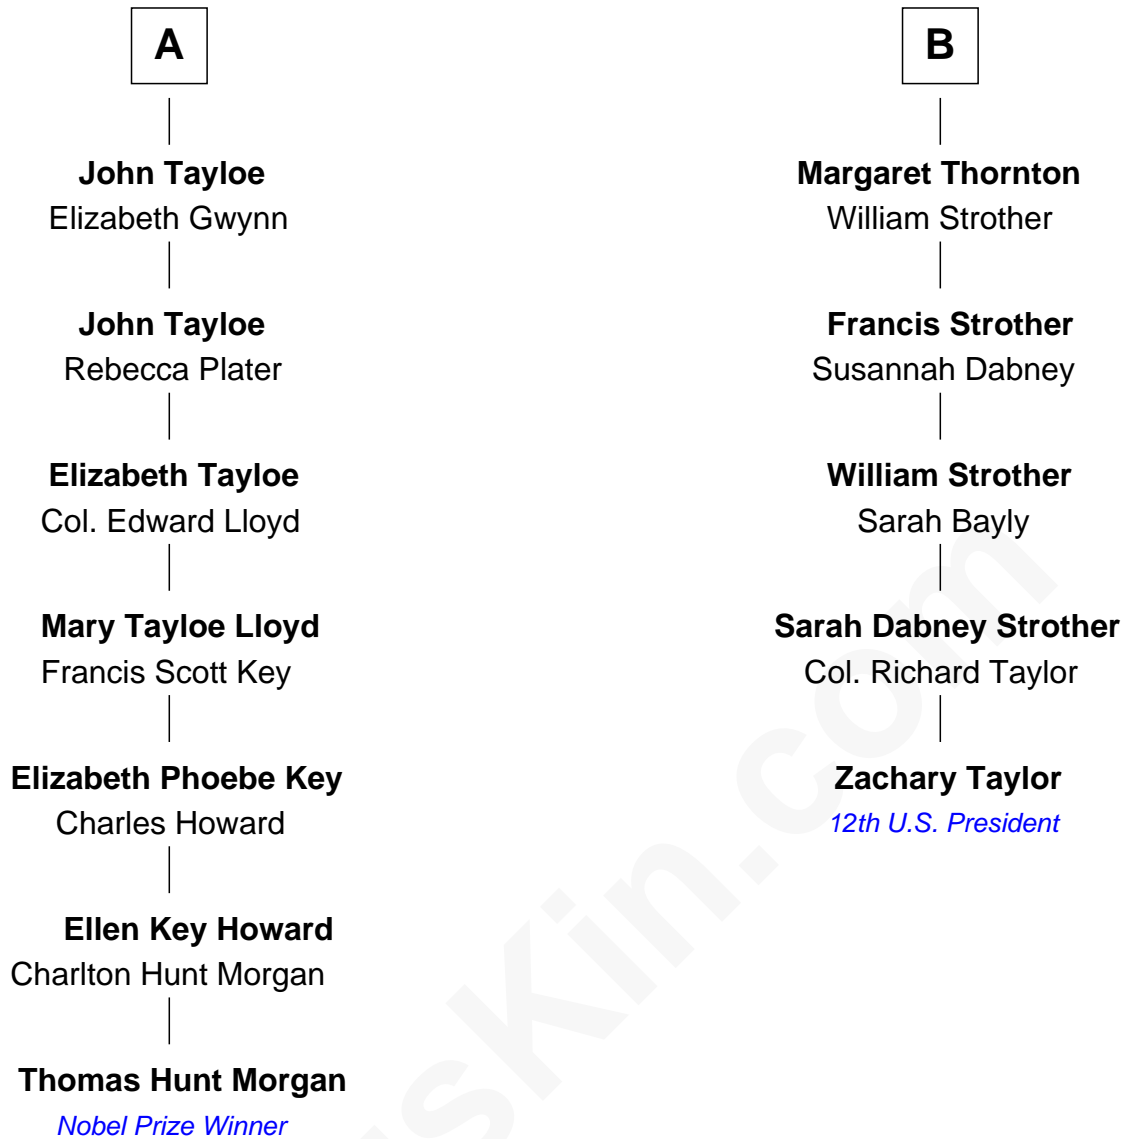 A
John Tayloe
Elizabeth Gwynn
John Tayloe
Rebecca Plater
Elizabeth Tayloe
Col. Edward Lloyd
Mary Tayloe Lloyd
Francis Scott Key
Elizabeth Phoebe Key
Charles Howard
Ellen Key Howard
Charlton Hunt Morgan
Thomas Hunt Morgan
Nobel Prize Winner
B
Margaret Thornton
William Strother
Francis Strother
Susannah Dabney
William Strother
Sarah Bayly
Sarah Dabney Strother
Col. Richard Taylor
Zachary Taylor
12th U.S. President